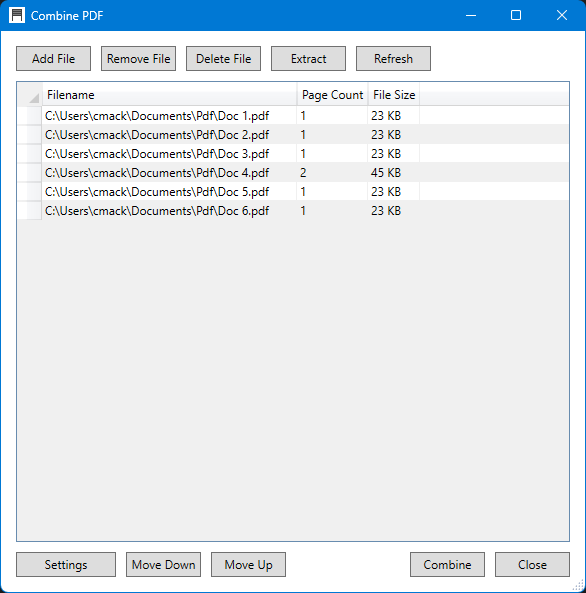 Combine PDF
Add File Remove File Delete File Extract Refresh
Filename Page Count File Size
C:\Users\cmack\Documents\Pdf\Doc 1.pdf 1 23 KB
C:\Users\cmack\Documents\Pdf\Doc 2.pdf 1 23 KB
C:\Users\cmack\Documents\Pdf\Doc 3.pdf 1 23 KB
C:\Users\cmack\Documents\Pdf\Doc 4.pdf 2 45 KB
C:\Users\cmack\Documents\Pdf\Doc 5.pdf 1 23 KB
C:\Users\cmack\Documents\Pdf\Doc 6.pdf 1 23 KB
Settings Move Down Move Up Combine Close